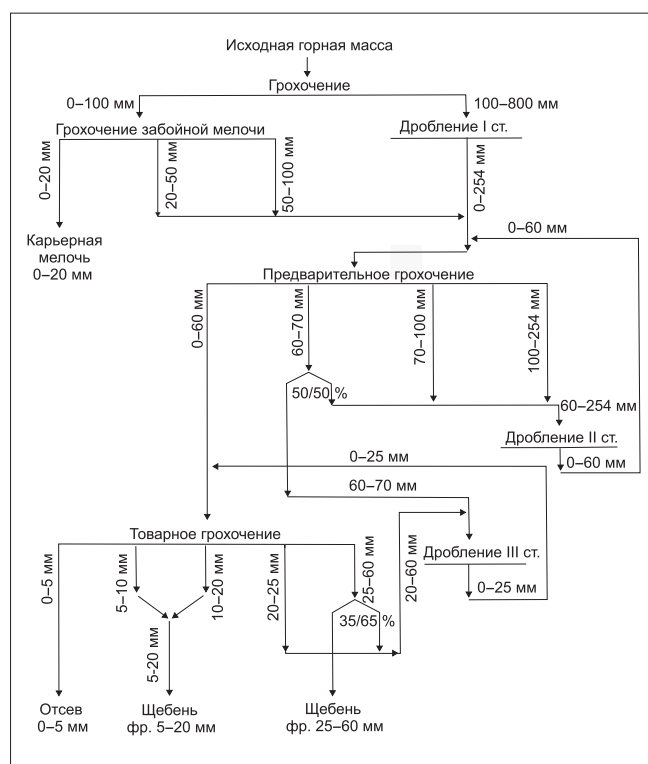 Исходная горная масса
Грохочение
0–100 мм
100–800 мм
Грохочение забойной мелочи
Дробление I ст.
0–20 мм
20–50 мм
50–100 мм
0–254 мм
0–60 мм
Карьерная
мелочь
0–20 мм
Предварительное грохочение
0–60 мм
60–70 мм
70–100 мм
100–254 мм
50/50 %
60–254 мм
Дробление II ст.
0–60 мм
0–25 мм
60–70 мм
Товарное грохочение
Дробление III ст.
0–5 мм
5–10 мм
10–20 мм
20–25 мм
25–60 мм
20–60 мм
0–25 мм
35/65 %
5-20 мм
Отсев
0–5 мм
Щебень
фр. 5–20 мм
Щебень
фр. 25–60 мм